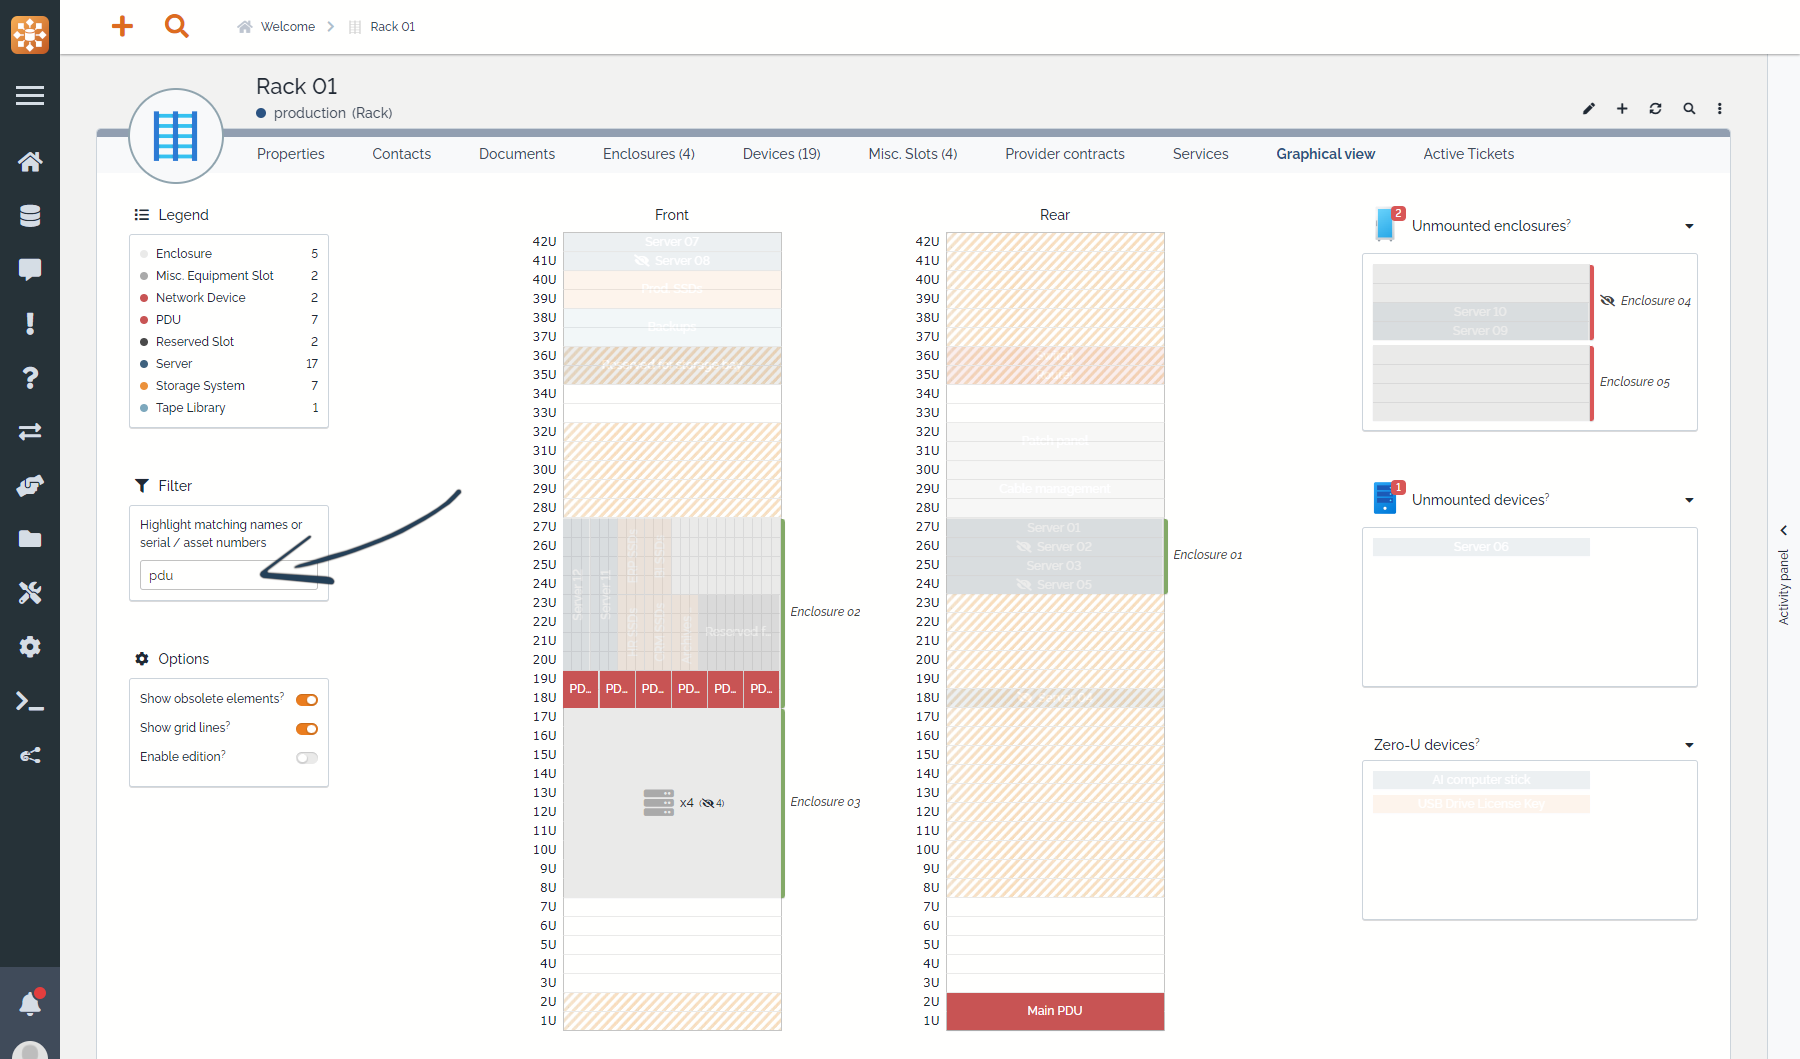 Welcome
Rack 01
Rack 01
production (Rack)
Properties
Contacts
Documents
Enclosures (4)
Devices (19)
Misc. Slots (4)
Provider contracts
Services
Graphical view
Active Tickets
Legend
Enclosure 5
Misc. Equipment Slot 2
Network Device 2
PDU 7
Reserved Slot 2
Server 17
Storage System 7
Tape Library 1
Filter
Highlight matching names or
serial / asset numbers
pdu
Options
Show obsolete elements?
Show grid lines?
Enable edition?
Front
42U Server 07
41U Server 08
40U
39U
38U Backups
37U
36U
35U
34U
33U
32U
31U
30U
29U
28U
27U
26U
25U
24U
23U
22U
21U
20U
19U
18U
17U
16U
15U
14U
13U
12U
11U
10U
9U
8U
7U
6U
5U
4U
3U
2U
1U
Server 12
Server 11
Reserved f...
PD... PD... PD... PD... PD... PD...
Enclosure 02
x4 (4)
Enclosure 03
Rear
42U
41U
40U
39U
38U
37U
36U
35U
34U
33U
32U Patch panel
31U
30U
29U Cable management
28U
27U Server 01
26U Server 02
25U Server 03
24U Server 05
23U
22U
21U
20U
19U
18U
17U
16U
15U
14U
13U
12U
11U
10U
9U
8U
7U
6U
5U
4U
3U
2U
1U
Main PDU
Enclosure 01
2
Unmounted enclosures?
Server 10
Server 09
Enclosure 04
Enclosure 05
1
Unmounted devices?
Server 06
Zero-U devices?
AI computer stick
USB Drive License Key
Activity panel